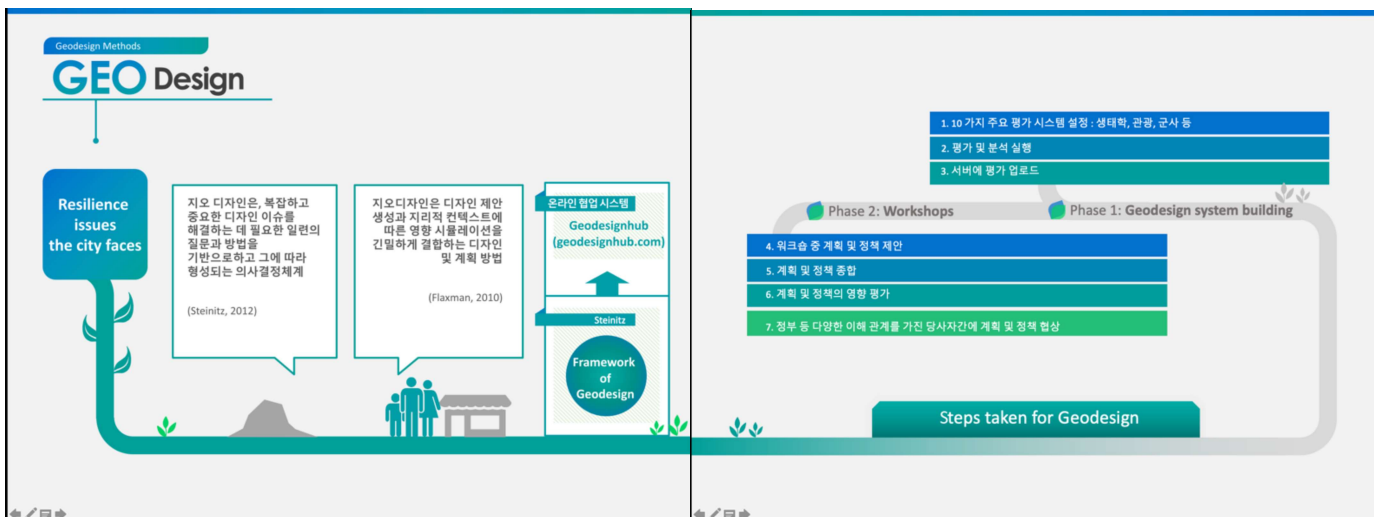 Geodesign Methods
GEO Design
Resilience
issues
the city faces
지오 디자인은, 복잡하고
중요한 디자인 이슈를
해결하는 데 필요한 일련의
질문과 방법을
기반으로하고 그에 따라
형성되는 의사결정체계
(Steinitz, 2012)
지오디자인은 디자인 제안
생성과 지리적 컨텍스트에
따른 영향 시뮬레이션을
긴밀하게 결합하는 디자인
및 계획 방법
(Flaxman, 2010)
온라인 협업 시스템
Geodesignhub
(geodesignhub.com)
Steinitz
Framework
of
Geodesign
1. 10 가지 주요 평가 시스템 설정 : 생태학, 관광, 군사 등
2. 평가 및 분석 실행
3. 서버에 평가 업로드
Phase 2: Workshops
Phase 1: Geodesign system building
4. 워크숍 중 계획 및 정책 제안
5. 계획 및 정책 종합
6. 계획 및 정책의 영향 평가
7. 정부 등 다양한 이해 관계를 가진 당사자간에 계획 및 정책 협상
Steps taken for Geodesign